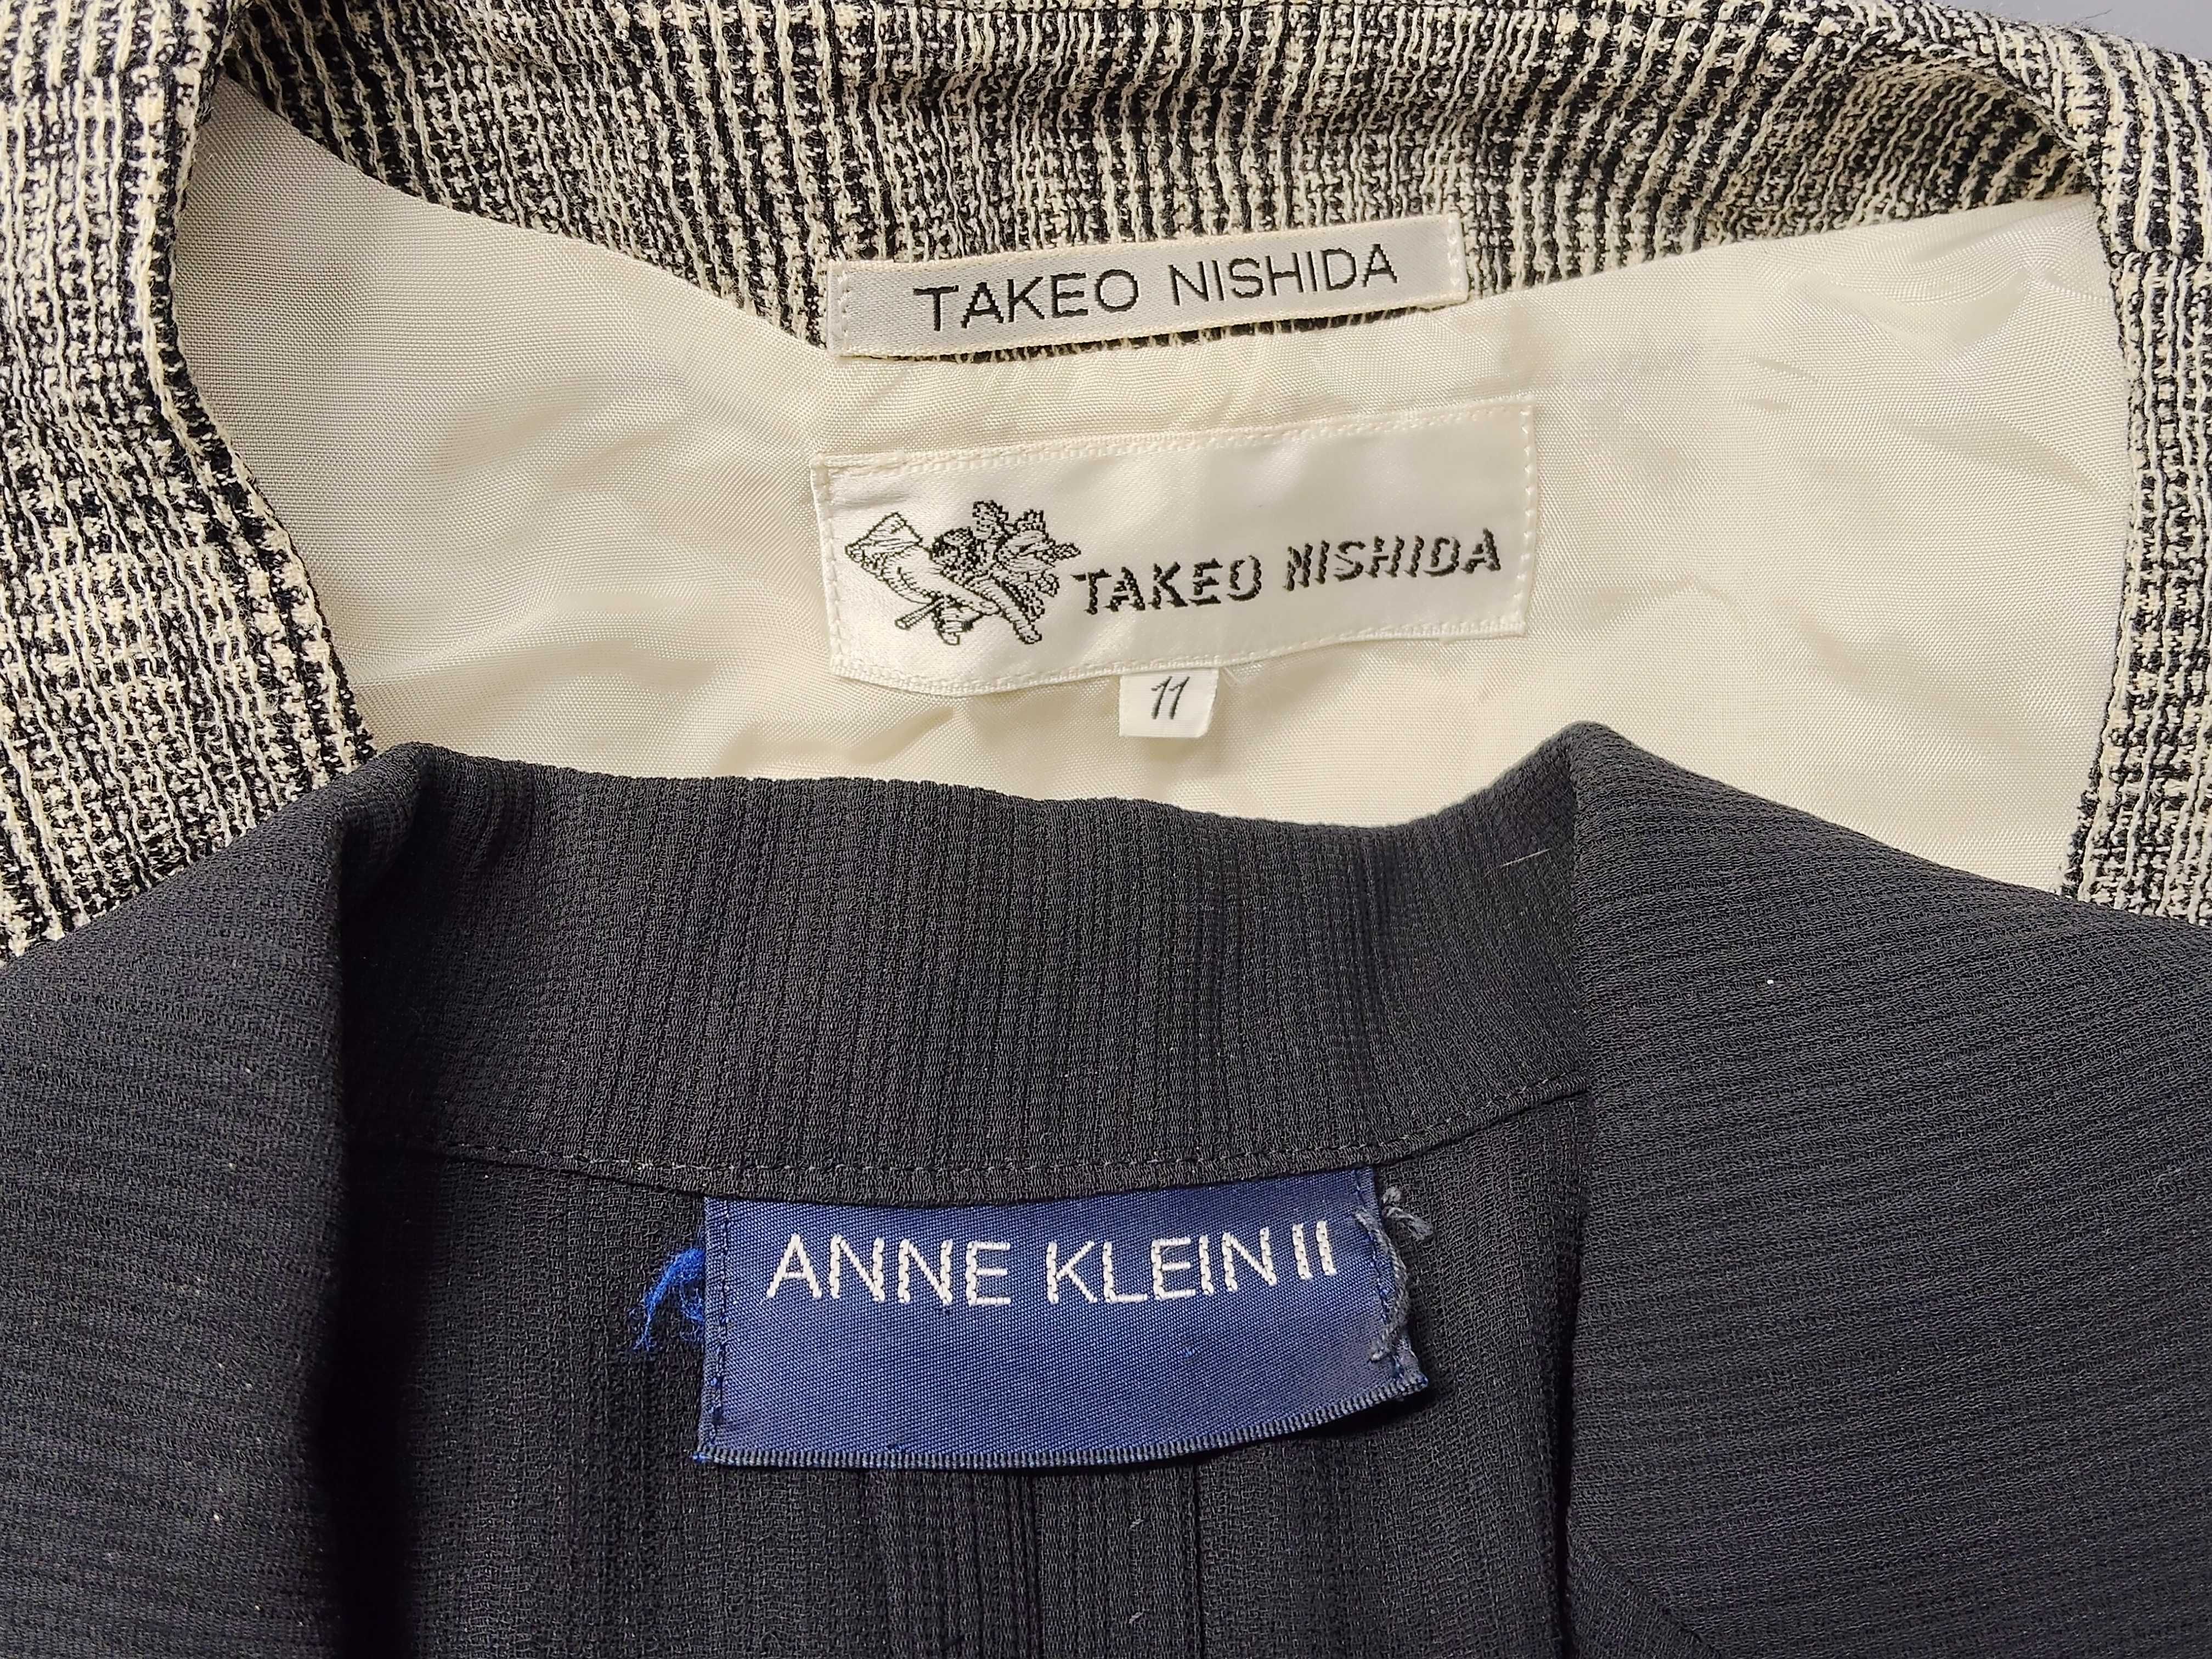 TAKEO NISHIDA
TAKEO NISHIDA
11
ANNE KLEIN II